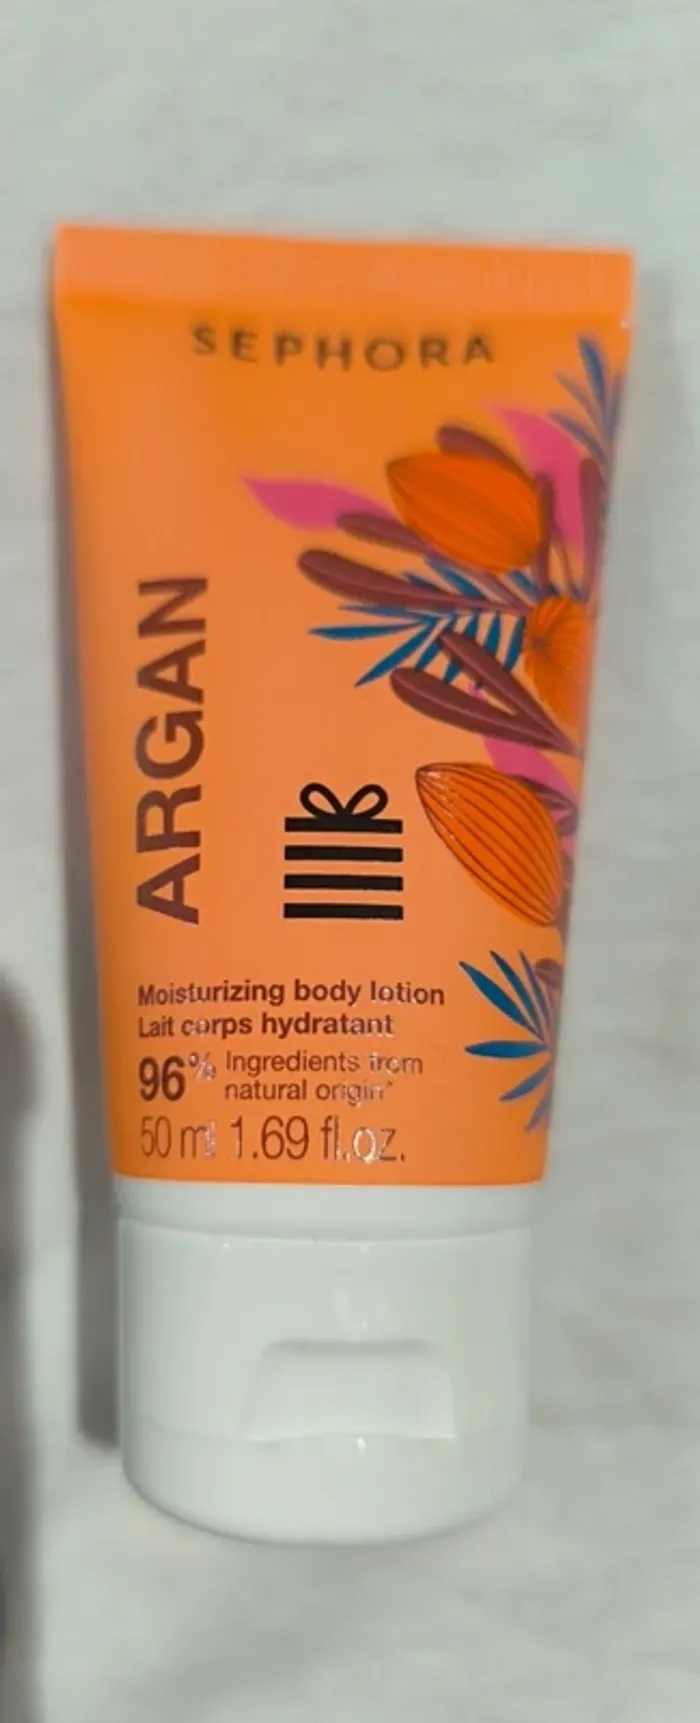 SEPHORA
ARGAN
Moisturizing body lotion
Lait corps hydratant
96% Ingredients from
natural origin*
50 ml 1.69 fl.oz.